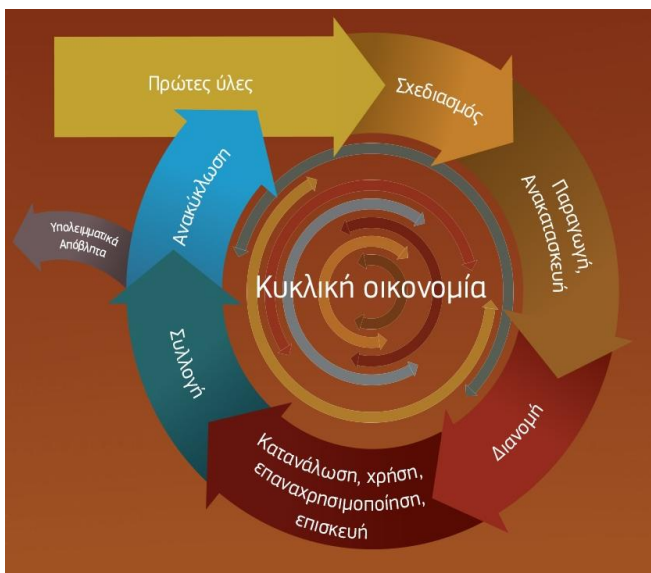 Πρώτες ύλες
Σχεδιασμός
Παραγωγή,
Ανακατασκευή
Διανομή
Κατανάλωση, χρήση,
επαναχρησιμοποίηση,
επισκευή
Συλλογή
Ανακύκλωση
Υπολειμματικά
Απόβλητα
Κυκλική οικονομία